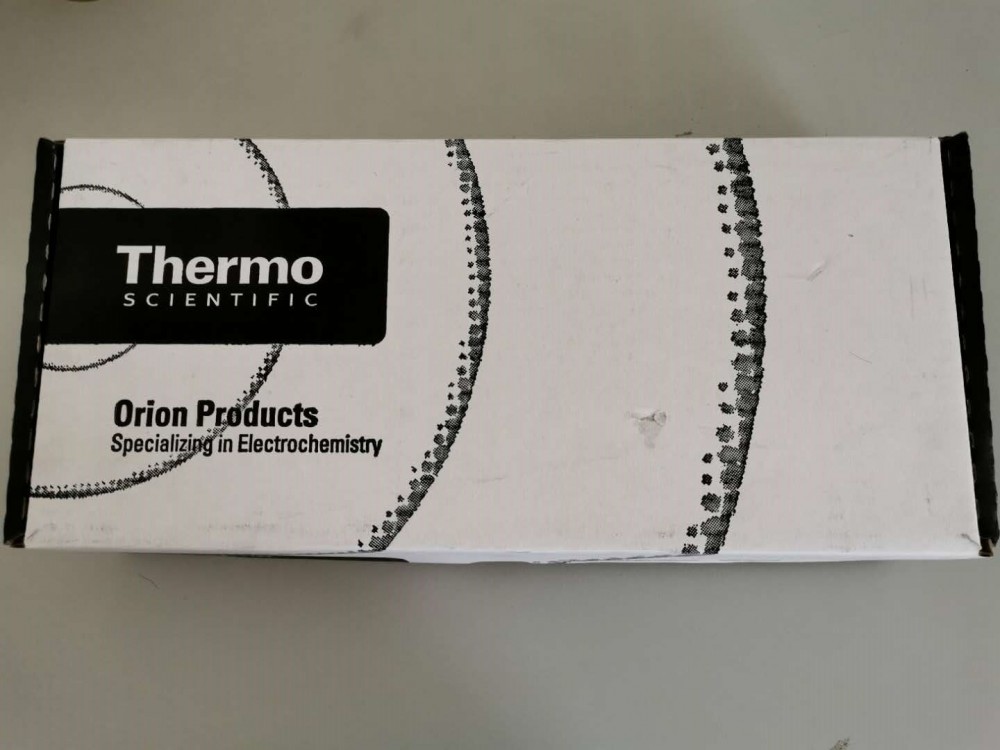 Thermo
SCIENTIFIC
Orion Products
Specializing in Electrochemistry